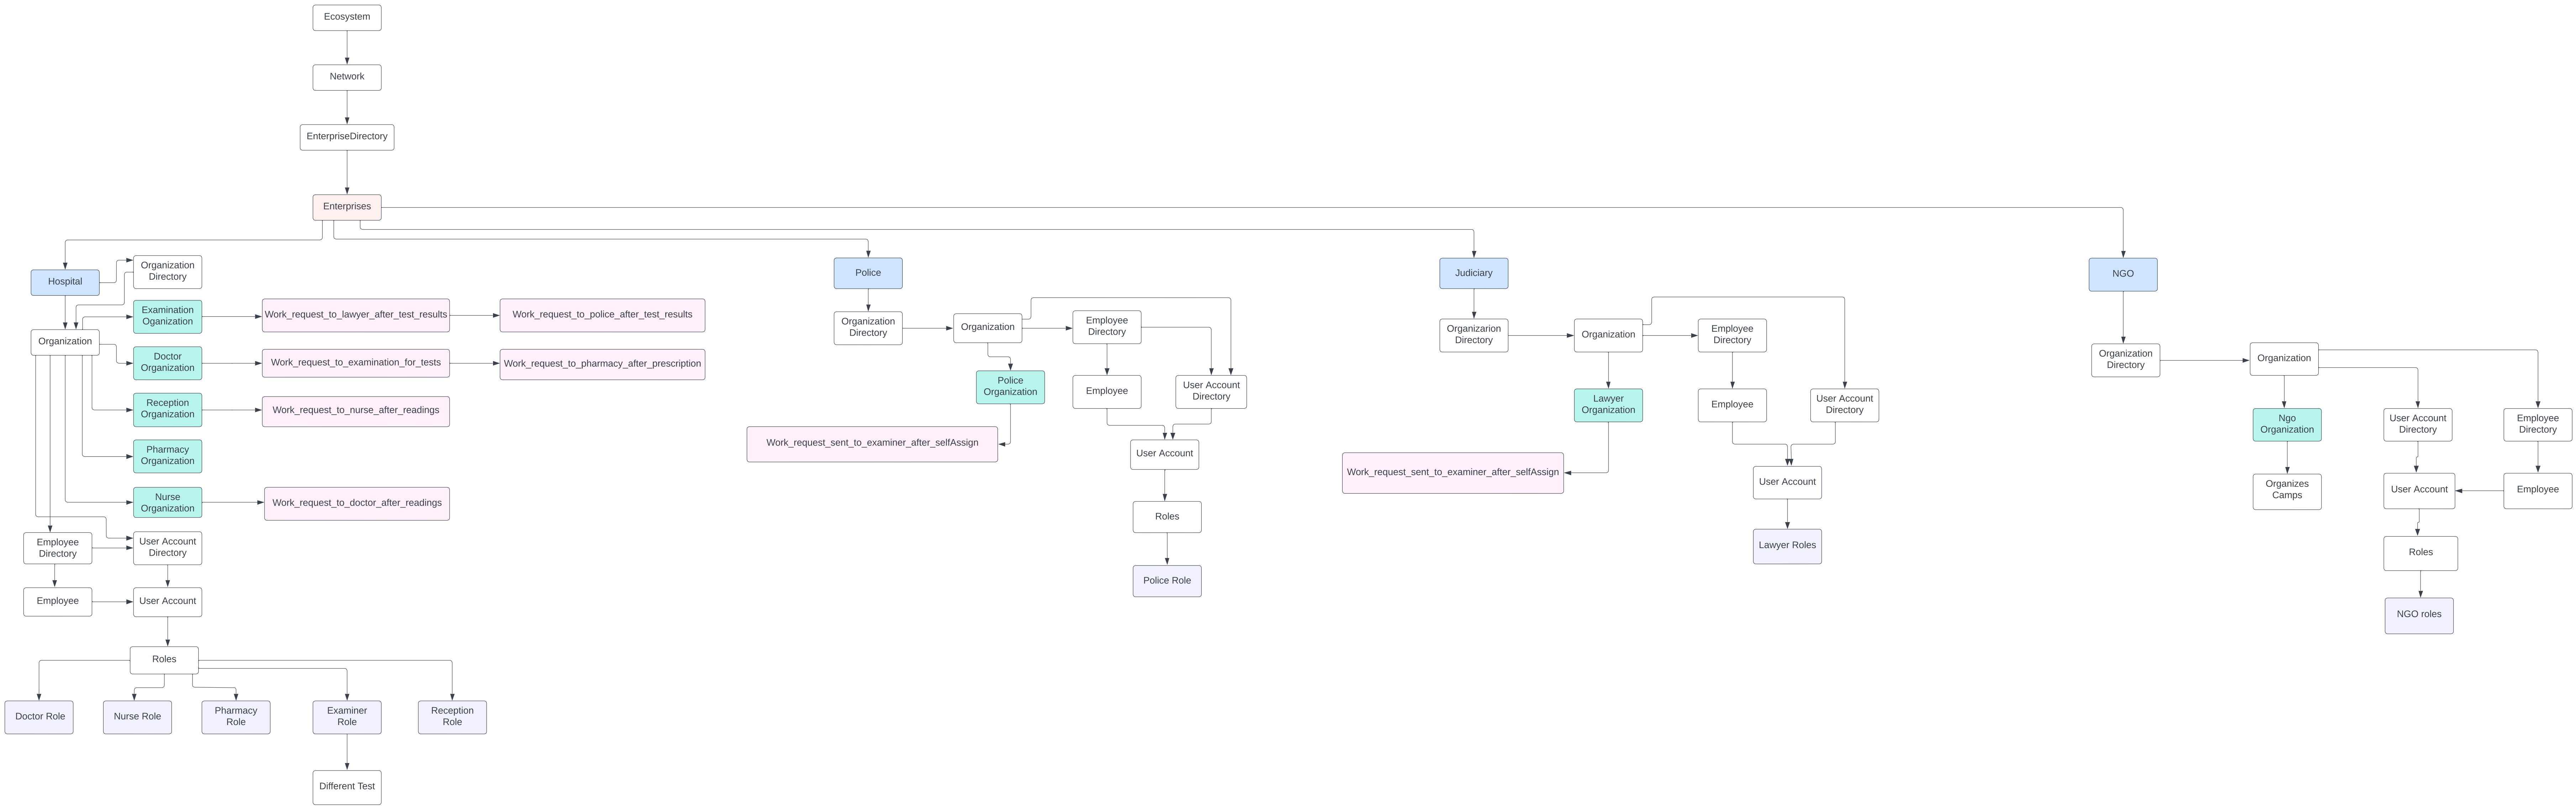 Ecosystem
Network
EnterpriseDirectory
Enterprises
Hospital
Organization
Directory
Organization
Examination
Oganization
Work_request_to_lawyer_after_test_results
Work_request_to_police_after_test_results
Doctor
Organization
Work_request_to_examination_for_tests
Work_request_to_pharmacy_after_prescription
Reception
Organization
Work_request_to_nurse_after_readings
Pharmacy
Organization
Nurse
Organization
Work_request_to_doctor_after_readings
Employee
Directory
User Account
Directory
Employee
User Account
Roles
Doctor Role
Nurse Role
Pharmacy
Role
Examiner
Role
Reception
Role
Different Test
Police
Organization
Directory
Organization
Employee
Directory
Police
Organization
Employee
User Account
Directory
Work_request_sent_to_examiner_after_selfAssign
User Account
Roles
Police Role
Judiciary
Organizarion
Directory
Organization
Employee
Directory
Lawyer
Organization
Employee
User Account
Directory
Work_request_sent_to_examiner_after_selfAssign
User Account
Lawyer Roles
NGO
Organization
Directory
Organization
Ngo
Organization
User Account
Directory
Employee
Directory
Organizes
Camps
User Account
Employee
Roles
NGO roles